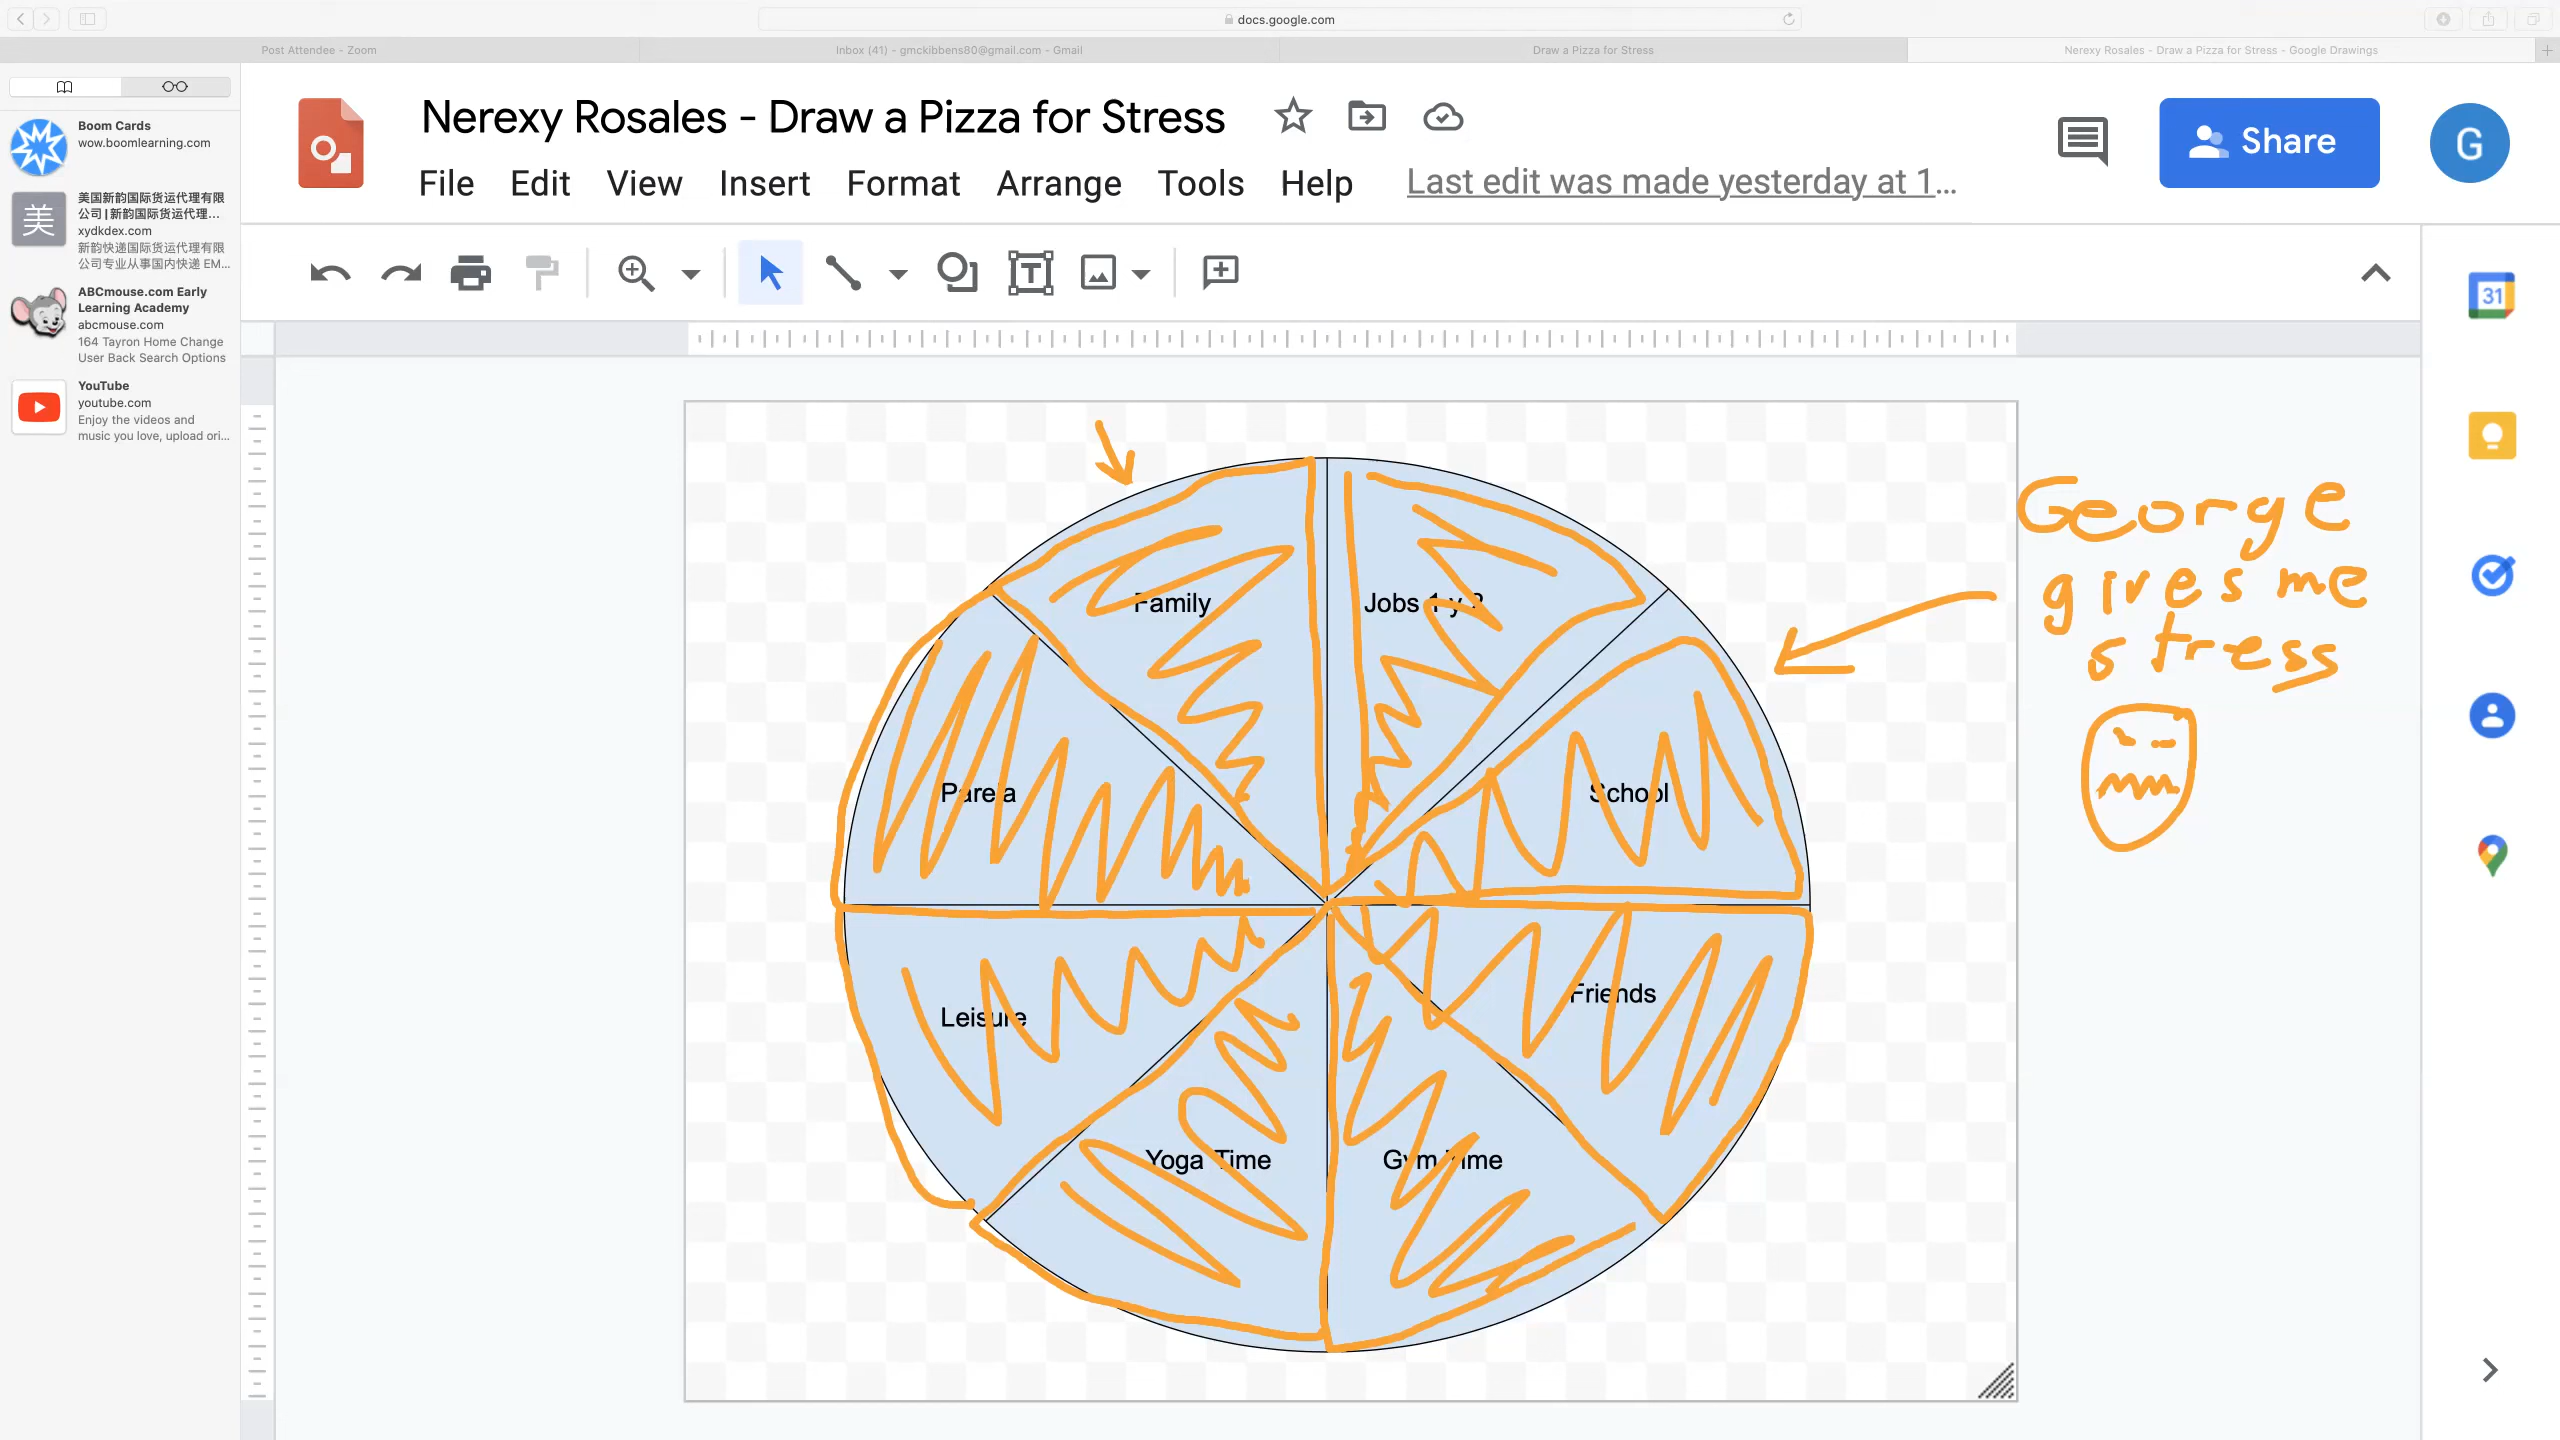 docs.google.com
Post Attendee - Zoom
Inbox (41) - gmckibbens80@gmail.com - Gmail
Draw a Pizza for Stress
Nerexy Rosales - Draw a Pizza for Stress - Google Drawings
Boom Cards
wow.boomlearning.com
美国新韵国际货运代理有限
公司 | 新韵国际货运代理...
xydkdex.com
新韵快递国际货运代理有限
公司专业从事国内快递 EM...
ABCmouse.com Early
Learning Academy
abcmouse.com
164 Tayron Home Change
User Back Search Options
YouTube
youtube.com
Enjoy the videos and
music you love, upload ori...
美
Nerexy Rosales - Draw a Pizza for Stress
File Edit View Insert Format Arrange Tools Help
Last edit was made yesterday at 1...
Share
G
31
Family
Jobs 1 y 2
Pareja
School
Leisure
Friends
Yoga Time
Gym Time
George
gives me
stress